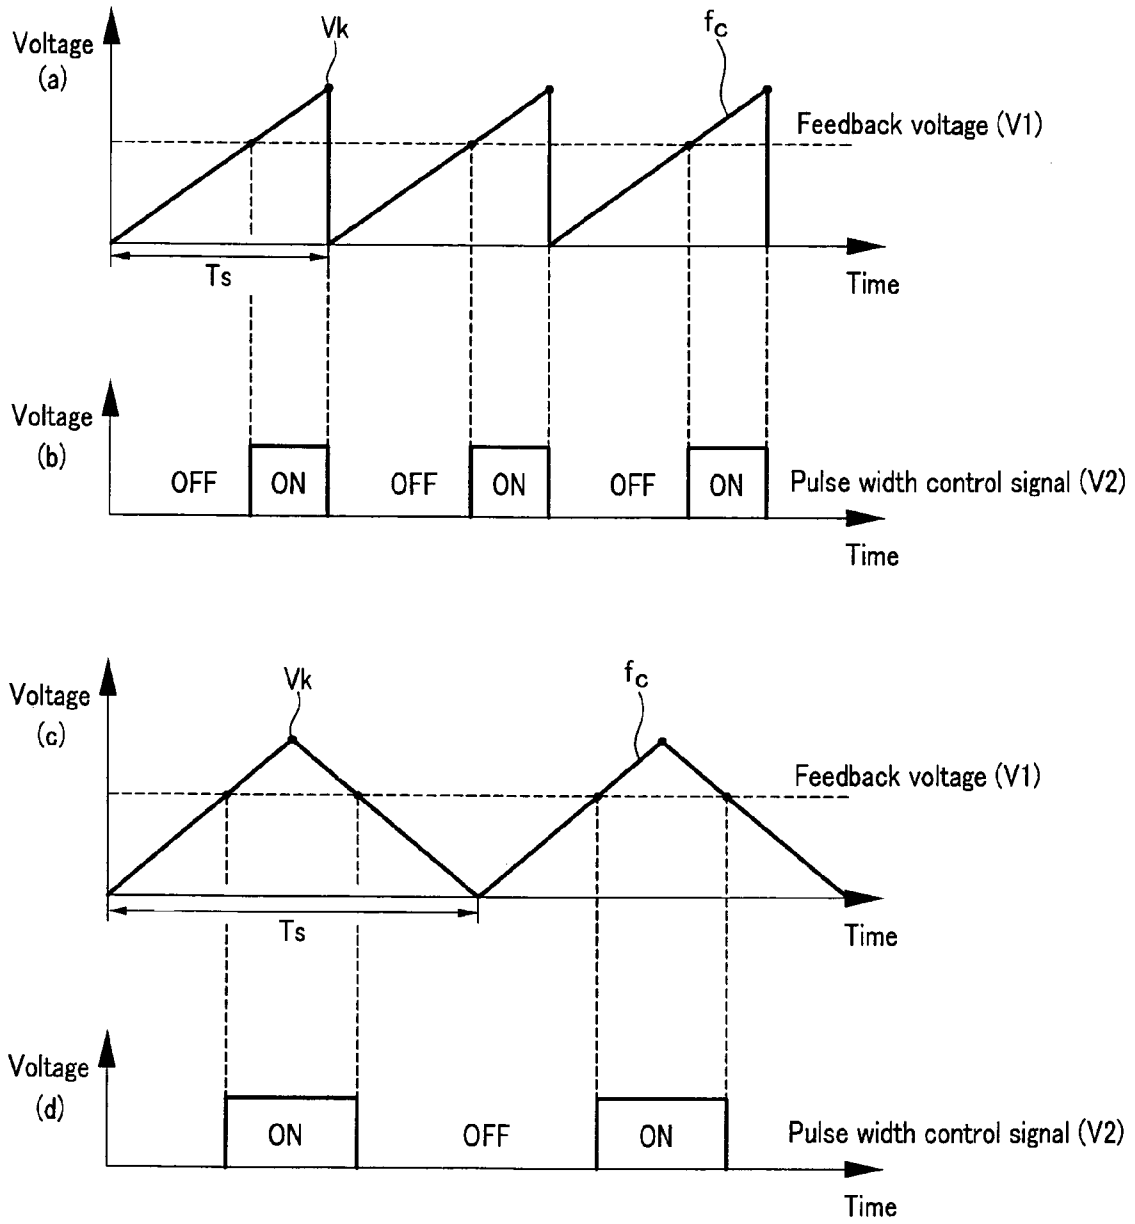 Voltage
(a)
Vk
fc
Feedback voltage (V1)
Ts
Time
Voltage
(b)
OFF
ON
OFF
ON
OFF
ON
Pulse width control signal (V2)
Time
Voltage
(c)
Vk
fc
Feedback voltage (V1)
Ts
Time
Voltage
(d)
ON
OFF
ON
Pulse width control signal (V2)
Time